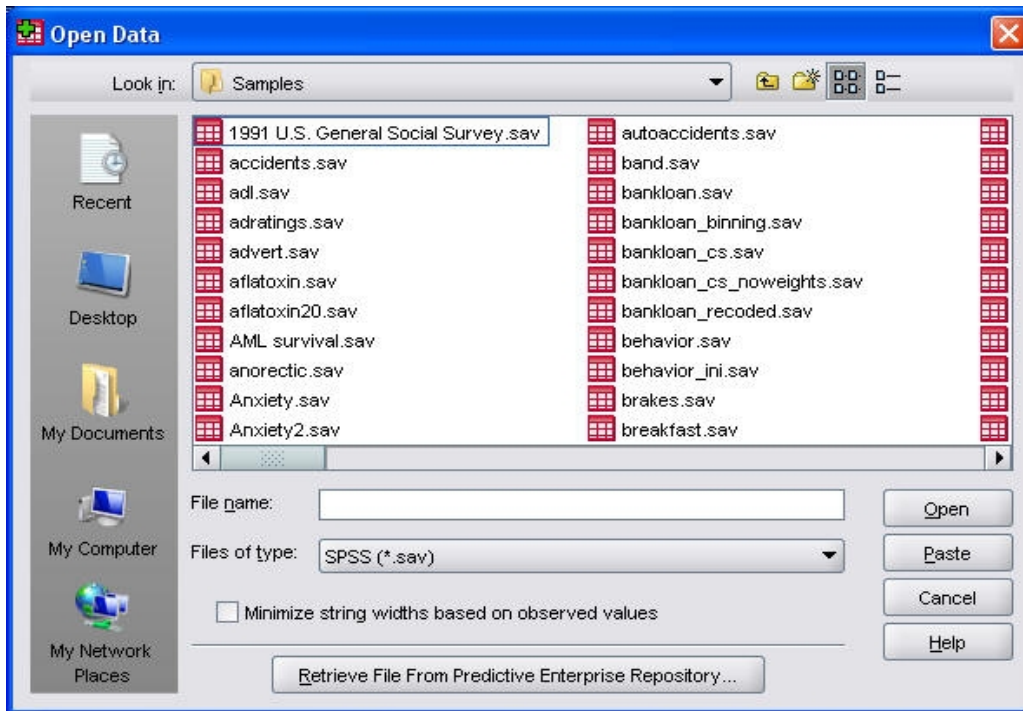 Open Data
Look in: Samples
Recent
Desktop
My Documents
My Computer
My Network
Places
1991 U.S. General Social Survey.sav
accidents.sav
adl.sav
adratings.sav
advert.sav
aflatoxin.sav
aflatoxin20.sav
AML survival.sav
anorectic.sav
Anxiety.sav
Anxiety2.sav
autoaccidents.sav
band.sav
bankloan.sav
bankloan_binning.sav
bankloan_cs.sav
bankloan_cs_noweights.sav
bankloan_recoded.sav
behavior.sav
behavior_ini.sav
brakes.sav
breakfast.sav
File name:
Open
Files of type: SPSS (*.sav)
Paste
Minimize string widths based on observed values
Cancel
Help
Retrieve File From Predictive Enterprise Repository...